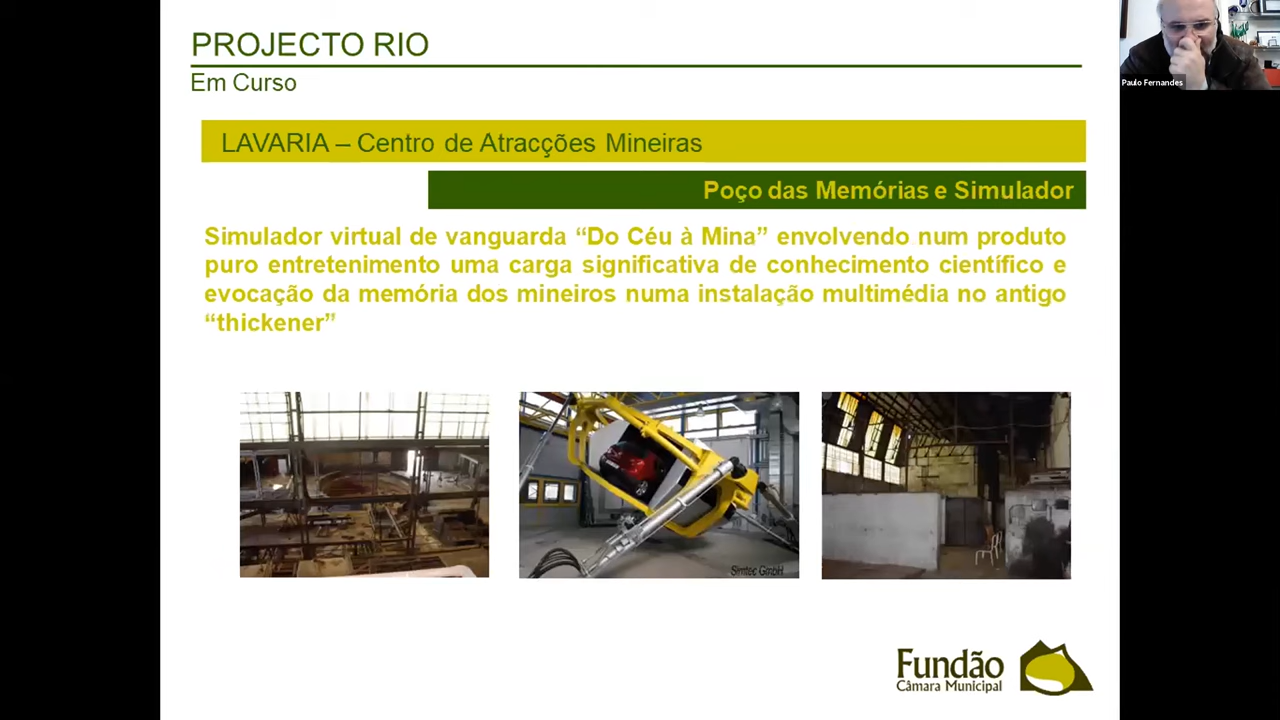 PROJECTO RIO
Em Curso
LAVARIA – Centro de Atracções Mineiras
Poço das Memórias e Simulador
Simulador virtual de vanguarda “Do Céu à Mina” envolvendo num produto
puro entretenimento uma carga significativa de conhecimento científico e
evocação da memória dos mineiros numa instalação multimédia no antigo
“thickener”
Simtec GmbH
Fundão
Câmara Municipal
Paulo Fernandes